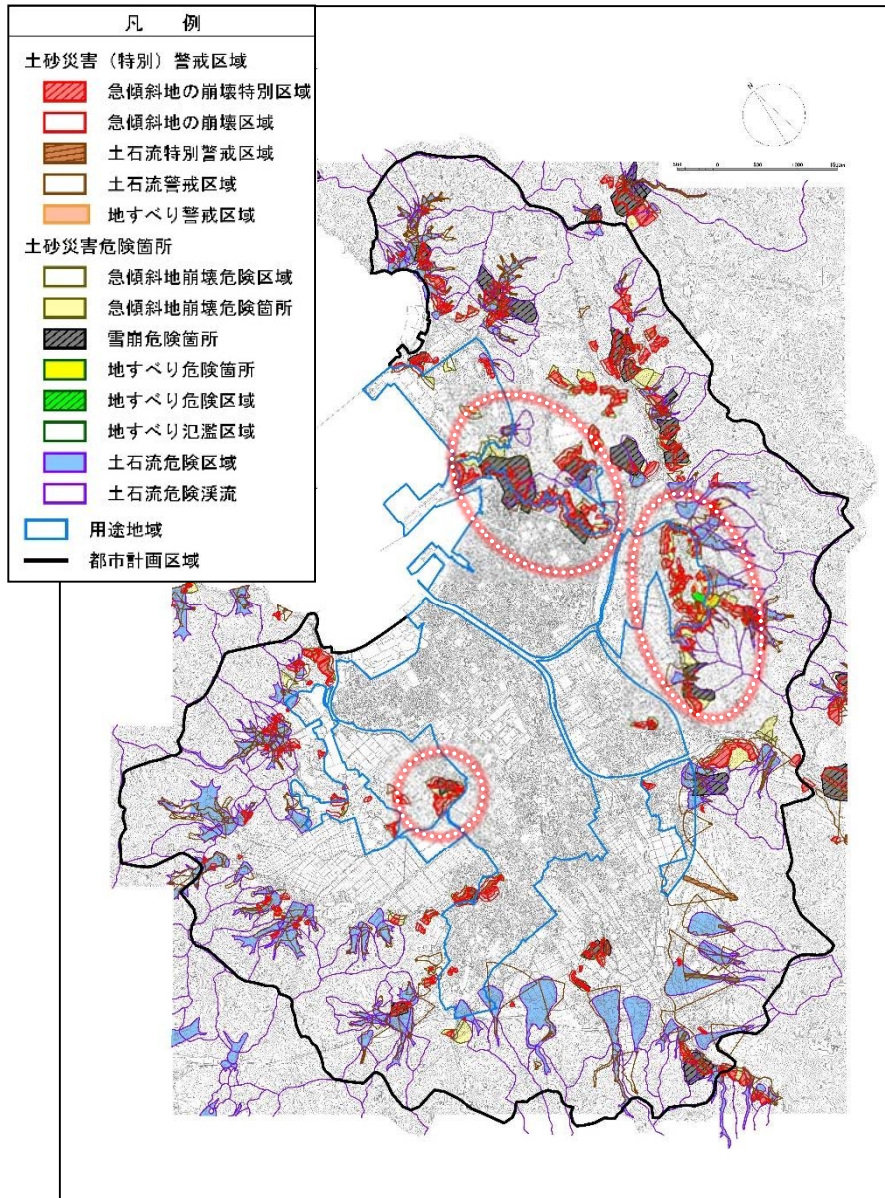 凡 例
土砂災害（特別）警戒区域
急傾斜地の崩壊特別区域
急傾斜地の崩壊区域
土石流特別警戒区域
土石流警戒区域
地すべり警戒区域
土砂災害危険箇所
急傾斜地崩壊危険区域
急傾斜地崩壊危険箇所
雪崩危険箇所
地すべり危険箇所
地すべり危険区域
地すべり氾濫区域
土石流危険区域
土石流危険渓流
用途地域
都市計画区域
N